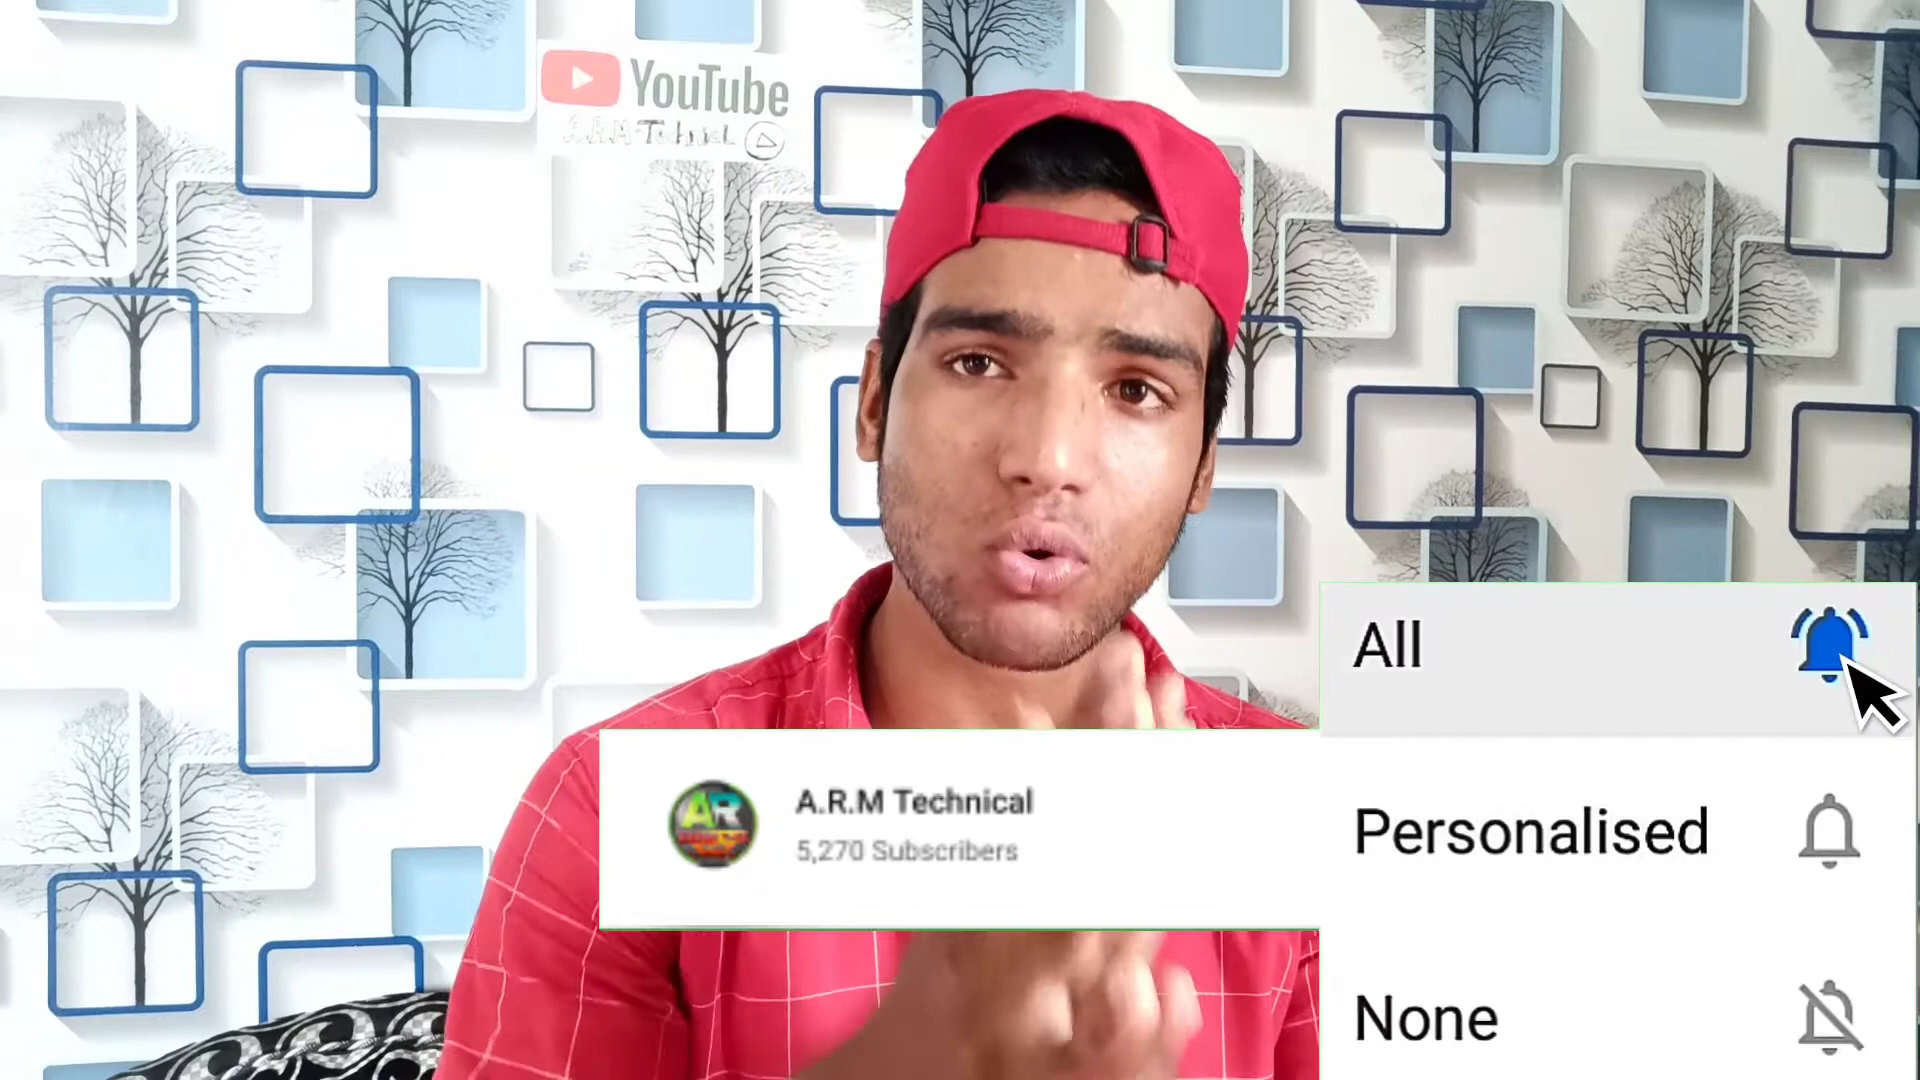 YouTube
A.R.M Technical
A.R.M Technical
5,270 Subscribers
All
Personalised
None